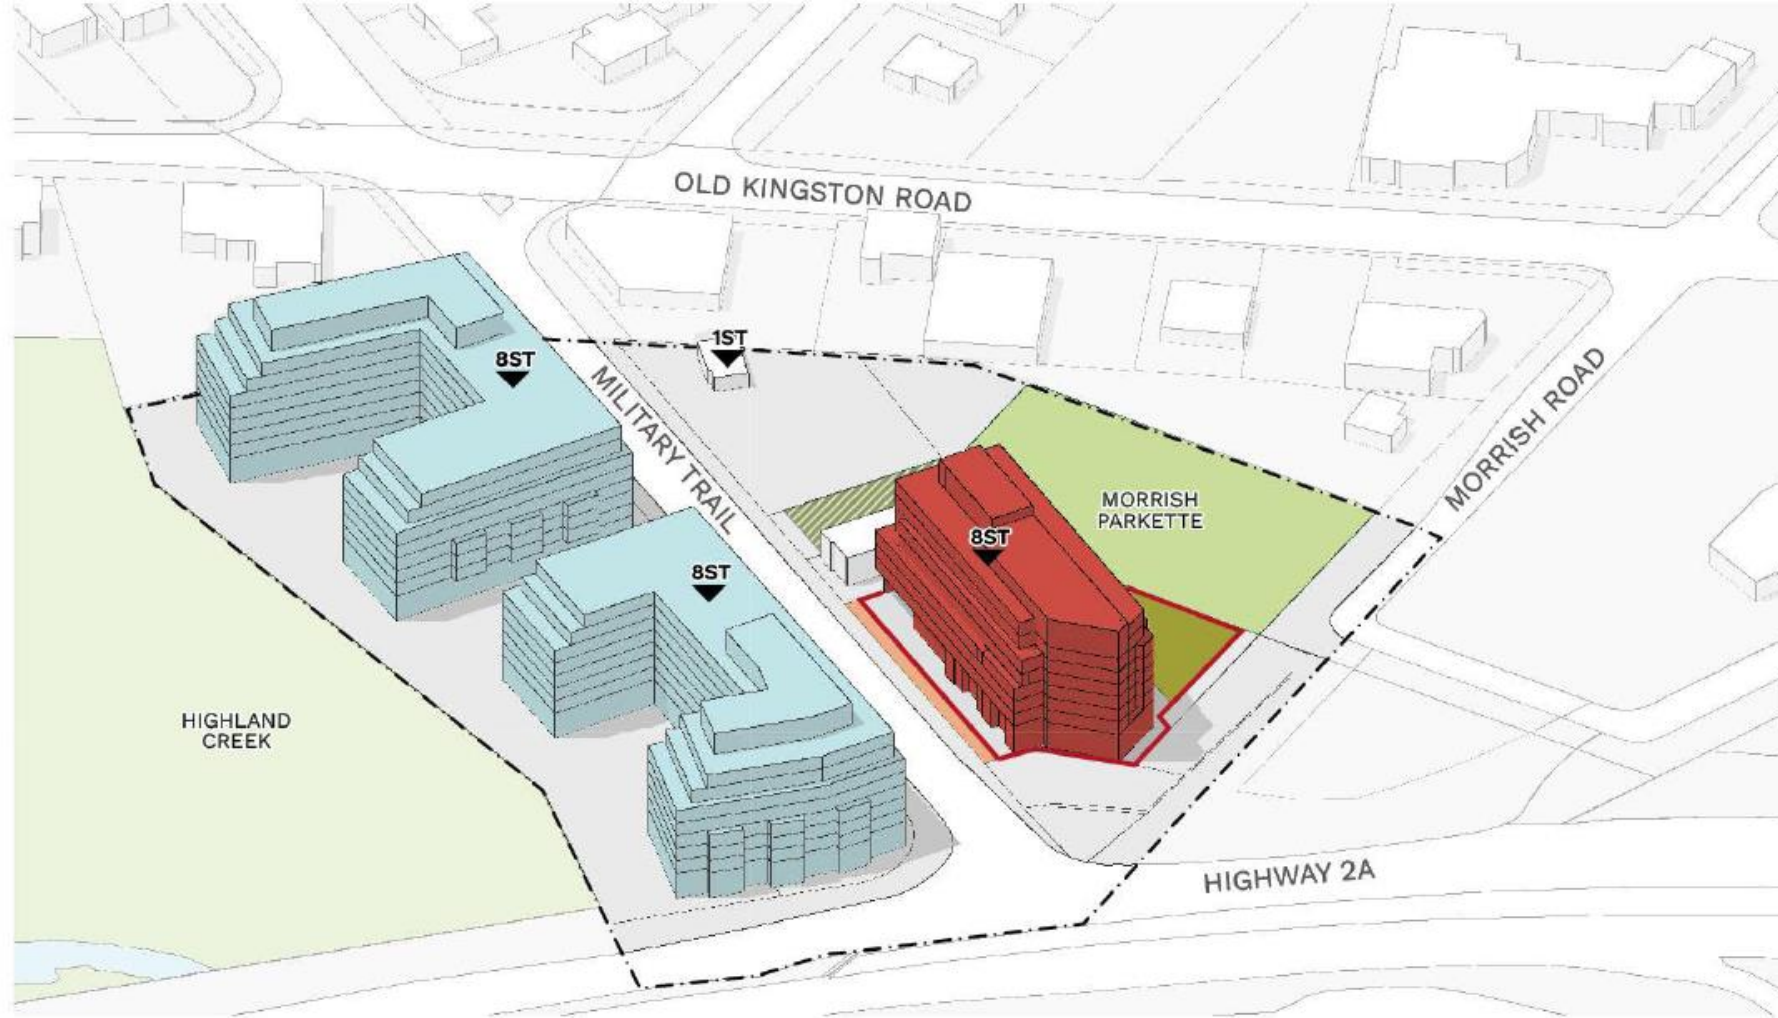 OLD KINGSTON ROAD
1ST
8ST
MILITARY TRAIL
MORRISH ROAD
MORRISH
PARKETTE
8ST
8ST
HIGHLAND
CREEK
HIGHWAY 2A